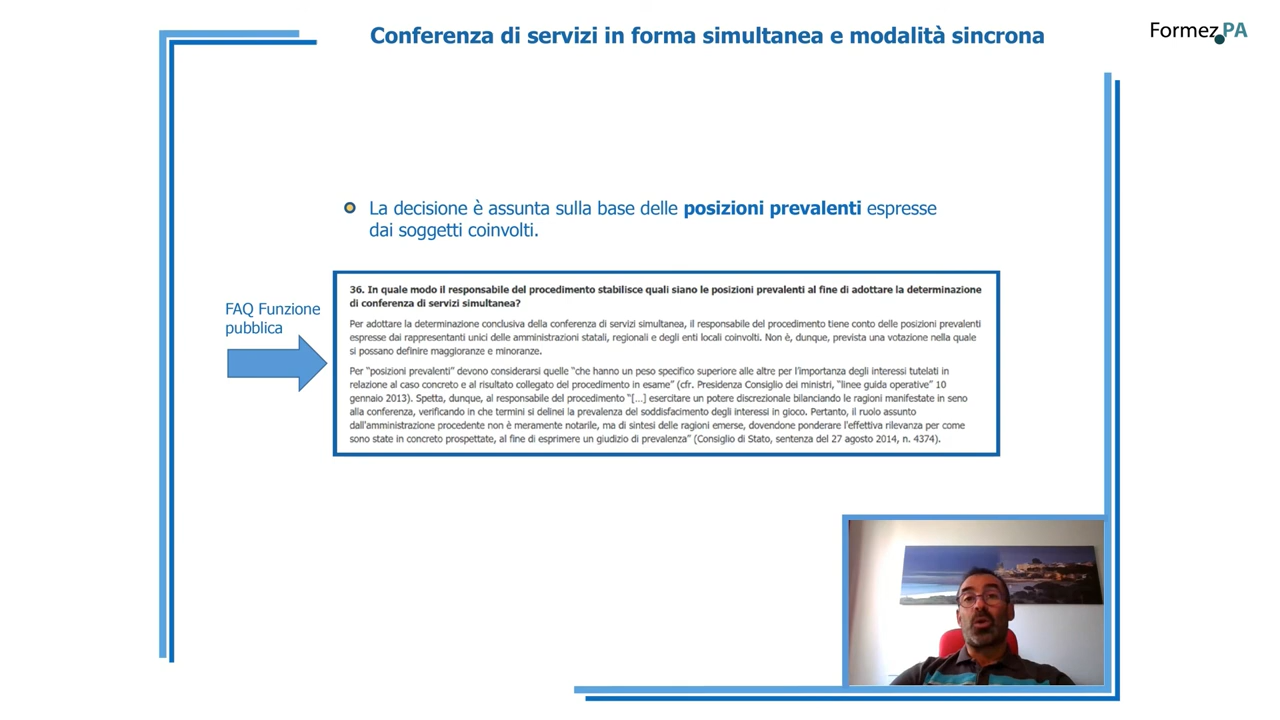 Conferenza di servizi in forma simultanea e modalità sincrona
Formez PA
La decisione è assunta sulla base delle posizioni prevalenti espresse
dai soggetti coinvolti.
FAQ Funzione
pubblica
36. In quale modo il responsabile del procedimento stabilisce quali siano le posizioni prevalenti al fine di adottare la determinazione
di conferenza di servizi simultanea?
Per adottare la determinazione conclusiva della conferenza di servizi simultanea, il responsabile del procedimento tiene conto delle posizioni prevalenti
espresse dai rappresentanti unici delle amministrazioni statali, regionali e degli enti locali coinvolti. Non è, dunque, prevista una votazione nella quale
si possano definire maggioranze e minoranze.
Per “posizioni prevalenti” devono considerarsi quelle “che hanno un peso specifico superiore alle altre per l'importanza degli interessi tutelati in
relazione al caso concreto e al risultato collegato del procedimento in esame” (cfr. Presidenza Consiglio dei ministri, “linee guida operative” 10
gennaio 2013). Spetta, dunque, al responsabile del procedimento “[…] esercitare un potere discrezionale bilanciando le ragioni manifestate in seno
alla conferenza, verificando in che termini si delinei la prevalenza del soddisfacimento degli interessi in gioco. Pertanto, il ruolo assunto
dall'amministrazione procedente non è meramente notarile, ma di sintesi delle ragioni emerse, dovendone ponderare l'effettiva rilevanza per come
sono state in concreto prospettate, al fine di esprimere un giudizio di prevalenza” (Consiglio di Stato, sentenza del 27 agosto 2014, n. 4374).